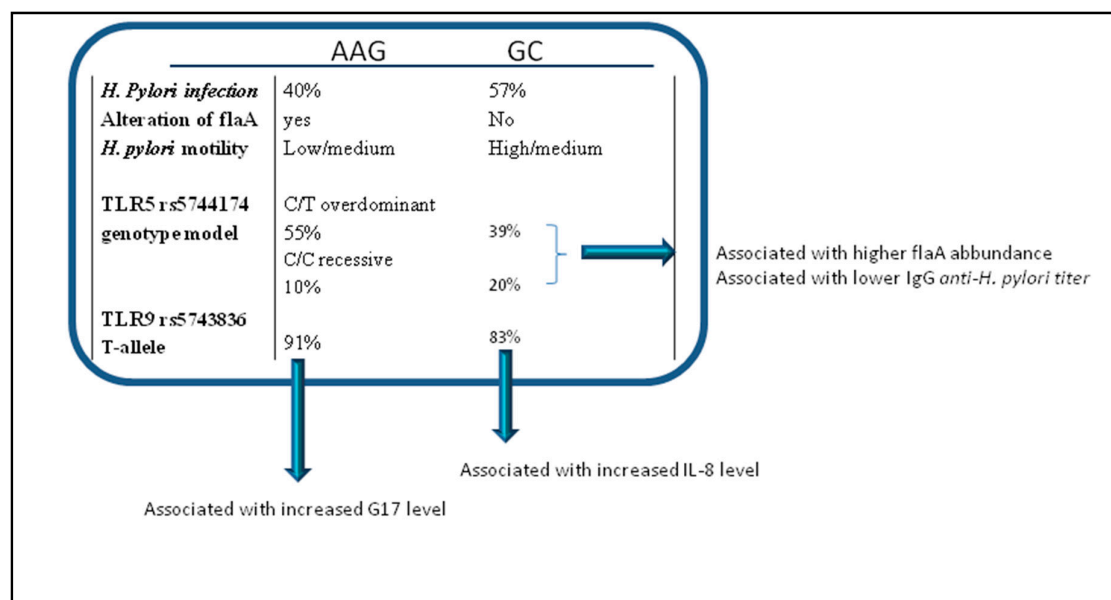 AAG GC
H. Pylori infection 40% 57%
Alteration of flaA yes No
H. pylori motility Low/medium High/medium
TLR5 rs5744174 C/T overdominant
genotype model 55% 39%
C/C recessive
10% 20%
Associated with higher flaA abbundance
Associated with lower IgG anti-H. pylori titer
TLR9 rs5743836
T-allele 91% 83%
Associated with increased IL-8 level
Associated with increased G17 level